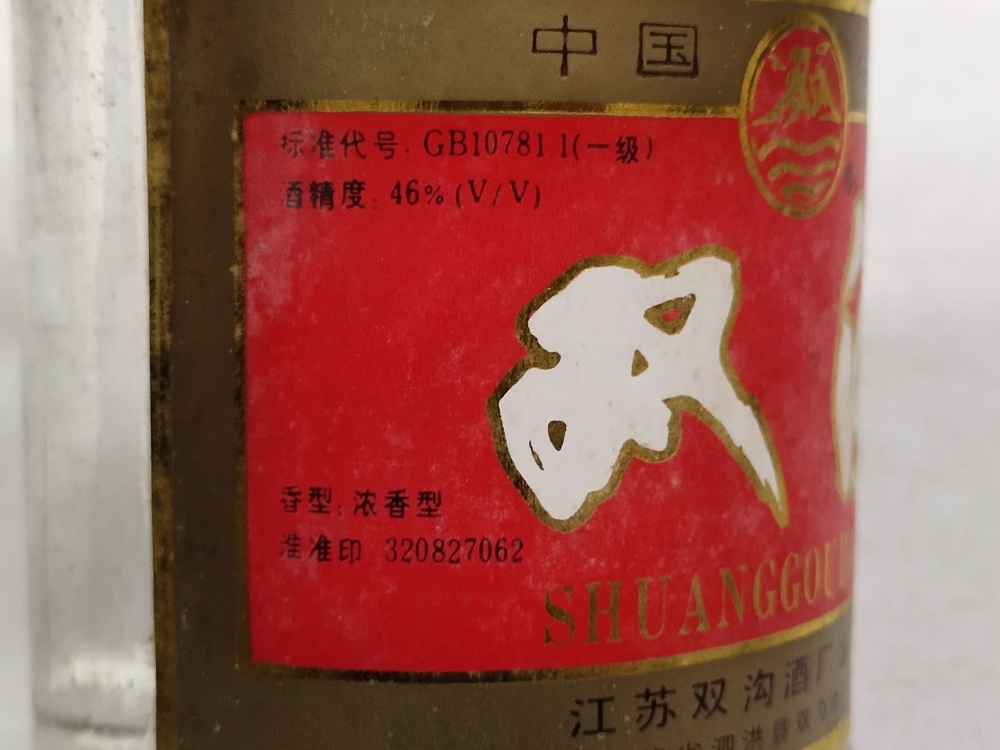 中国
标准代号: GB10781 1(一级)
酒精度: 46% (V/V)
双
香型: 浓香型
准准印 320827062
SHUANGGOU
江苏双沟酒厂